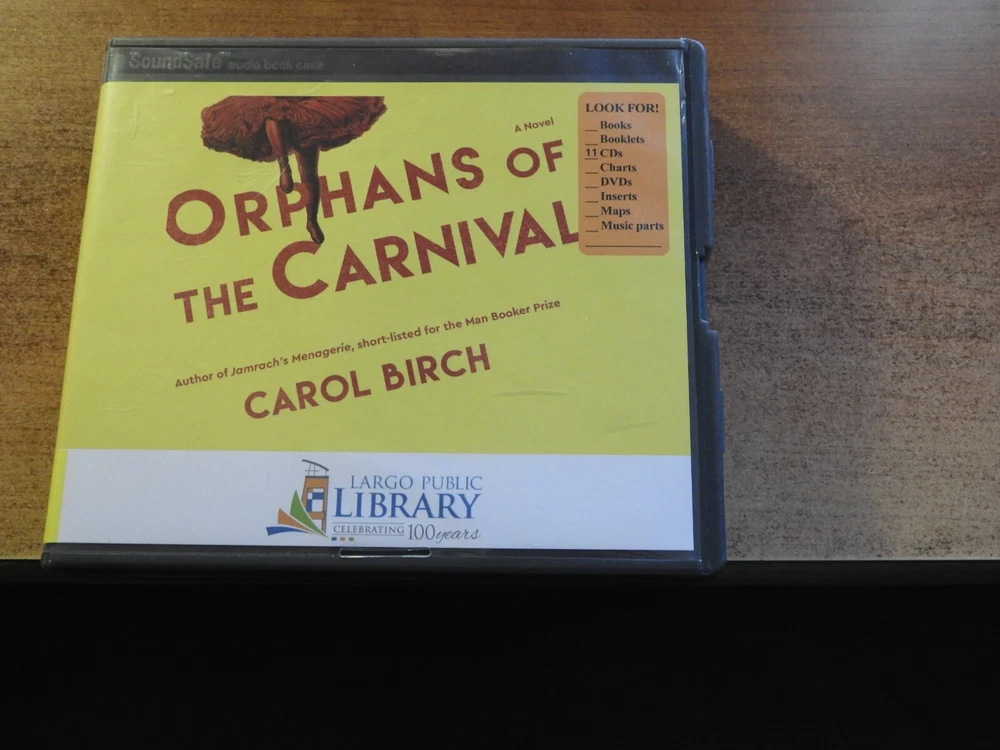 SoundSafe™ audio book case
A Novel
ORPHANS OF
THE CARNIVAL
Author of Jamrach's Menagerie, short-listed for the Man Booker Prize
CAROL BIRCH
LOOK FOR!
__ Books
__ Booklets
11 CDs
__ Charts
__ DVDs
__ Inserts
__ Maps
__ Music parts
LARGO PUBLIC
LIBRARY
CELEBRATING 100 years